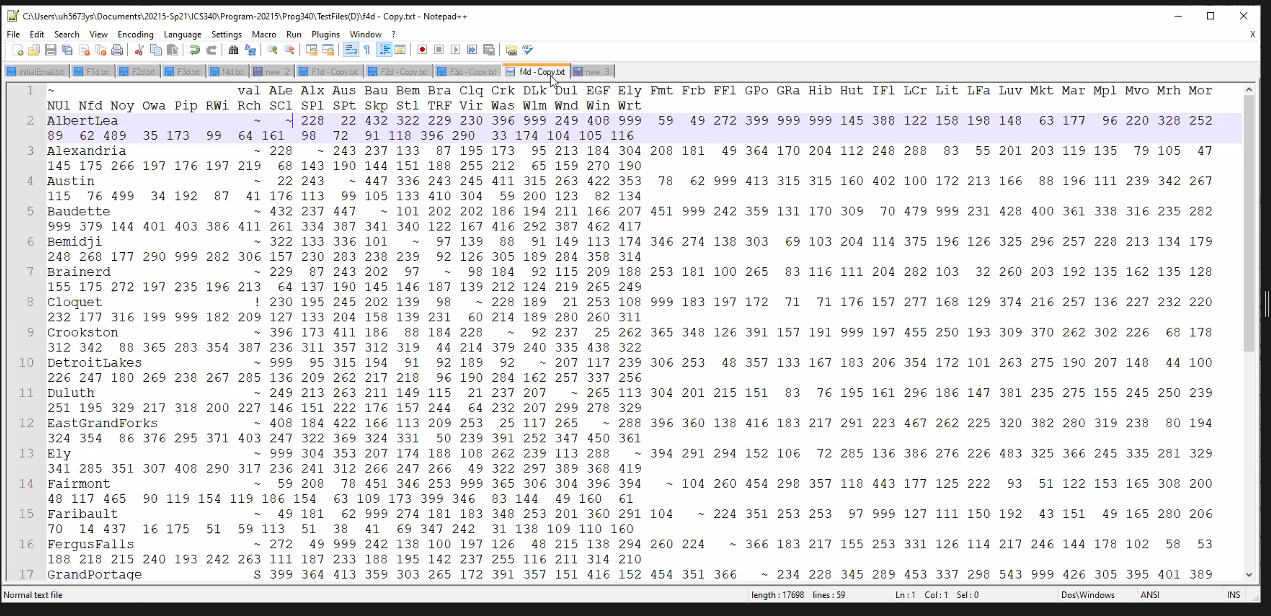 C:\Users\uh5673ys\Documents\20215-Sp21\ICS340\Program-20215\Prog340\TestFiles(D)\f4d - Copy.txt - Notepad++
File Edit Search View Encoding Language Settings Macro Run Plugins Window ? X
initialEmail.txt F1d.txt F2d.txt F3d.txt f4d.txt new 2 F1d - Copy.txt F2d - Copy.txt F3d - Copy.txt f4d - Copy.txt new 3
1 ~ val ALe Alx Aus Bau Bem Bra Clq Crk DLk Dul EGF Ely Fmt Frb FFl GPo GRa Hib Hut IFl LCr Lit LFa Luv Mak Mar Mpl Mvo Mrh Mor
NUl Nfd Noy Owa Pip RWi Rch SCl SPl SPt Skp Stl TRF Vir Was Wlm Wnd Win Wrt
2 AlbertLea ~ ~ 228 22 432 322 229 230 396 999 249 408 999 59 49 272 399 999 999 145 388 122 158 198 148 63 177 96 220 328 252
89 62 489 35 173 99 64 161 98 72 91 118 396 290 33 174 104 105 116
3 Alexandria ~ 228 ~ 243 237 133 87 195 173 95 213 184 304 208 181 49 364 170 204 112 248 288 83 55 201 203 119 135 79 105 47
145 175 266 197 176 197 219 68 143 190 144 151 188 255 212 65 159 270 190
4 Austin ~ 22 243 ~ 447 336 243 245 411 315 263 422 353 78 62 999 413 315 315 160 402 100 172 213 166 88 196 111 239 342 267
115 76 499 34 192 87 41 176 113 99 105 133 410 304 59 200 123 82 134
5 Baudette ~ 432 237 447 ~ 101 202 202 186 194 211 166 207 451 999 242 359 131 170 309 70 479 999 231 428 400 361 338 316 235 282
999 379 144 401 403 386 411 261 334 387 341 340 122 167 416 292 387 462 417
6 Bemidji ~ 322 133 336 101 ~ 97 139 88 91 149 113 174 346 274 138 303 69 103 204 114 375 196 126 325 296 257 228 213 134 179
248 268 177 290 999 282 306 157 230 283 238 239 92 126 305 189 284 358 314
7 Brainerd ~ 229 87 243 202 97 ~ 98 184 92 115 209 188 253 181 100 265 83 116 111 204 282 103 32 260 203 192 135 162 135 128
155 175 272 197 235 196 213 64 137 190 145 146 187 139 212 124 219 265 249
8 Cloquet ! 230 195 245 202 139 98 ~ 228 189 21 253 108 999 183 197 172 71 71 176 157 277 168 129 374 216 257 136 227 232 220
232 177 316 199 999 182 209 127 133 204 158 139 231 60 214 189 280 260 311
9 Crookston ~ 396 173 411 186 88 184 228 ~ 92 237 25 262 365 348 126 391 157 191 999 197 455 250 193 309 370 262 302 226 68 178
312 342 88 365 283 354 387 236 311 357 312 319 44 214 379 240 335 438 322
10 DetroitLakes ~ 999 95 315 194 91 92 189 92 ~ 207 117 239 306 253 48 357 133 167 183 206 354 172 101 263 275 190 207 148 44 100
226 247 180 269 238 267 285 136 209 262 217 218 96 190 284 162 257 337 256
11 Duluth ~ 249 213 263 211 149 115 21 237 207 ~ 265 113 304 201 215 151 83 76 195 161 296 186 147 381 235 275 155 245 250 239
251 195 329 217 318 200 227 146 151 222 176 157 244 64 232 207 299 278 329
12 EastGrandForks ~ 408 184 422 166 113 209 253 25 117 265 ~ 288 396 360 138 416 183 217 291 223 467 262 225 320 382 280 319 238 80 194
324 354 86 376 295 371 403 247 322 369 324 331 50 239 391 252 347 450 361
13 Ely ~ 999 304 353 207 174 188 108 262 239 113 288 ~ 394 291 294 152 106 72 285 136 386 276 226 483 325 366 245 335 281 329
341 285 351 307 408 290 317 236 241 312 266 247 266 49 322 297 389 368 419
14 Fairmont ~ 59 208 78 451 346 253 999 365 306 304 396 394 ~ 104 260 454 298 357 118 443 177 125 222 93 51 122 153 165 308 200
48 117 465 90 119 154 119 186 154 63 109 173 399 346 83 144 49 160 61
15 Faribault ~ 49 181 62 999 274 181 183 348 253 201 360 291 104 ~ 224 351 253 253 97 999 127 111 150 192 43 151 49 165 280 206
70 14 437 16 175 51 59 113 51 38 41 69 347 242 31 138 109 110 160
16 FergusFalls ~ 272 49 999 242 138 100 197 126 48 215 138 294 260 224 ~ 366 183 217 155 253 331 126 114 217 246 144 178 102 58 53
188 218 215 240 193 242 263 111 187 233 188 195 142 237 255 116 211 314 210
17 GrandPortage S 399 364 413 359 303 265 172 391 357 151 416 152 454 351 366 ~ 234 228 345 289 453 337 298 543 999 426 305 395 401 389
Normal text file length : 17698 lines : 59 Ln : 1 Col : 1 Sel : 0 Dos\Windows ANSI INS